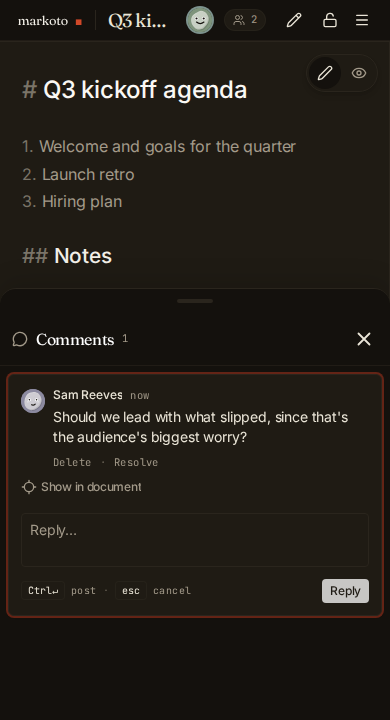 markoto
Q3 ki...
2
# Q3 kickoff agenda
1. Welcome and goals for the quarter
2. Launch retro
3. Hiring plan
## Notes
Comments 1
Sam Reeves now
Should we lead with what slipped, since that's
the audience's biggest worry?
Delete · Resolve
Show in document
Reply...
Ctrl↵ post · esc cancel
Reply